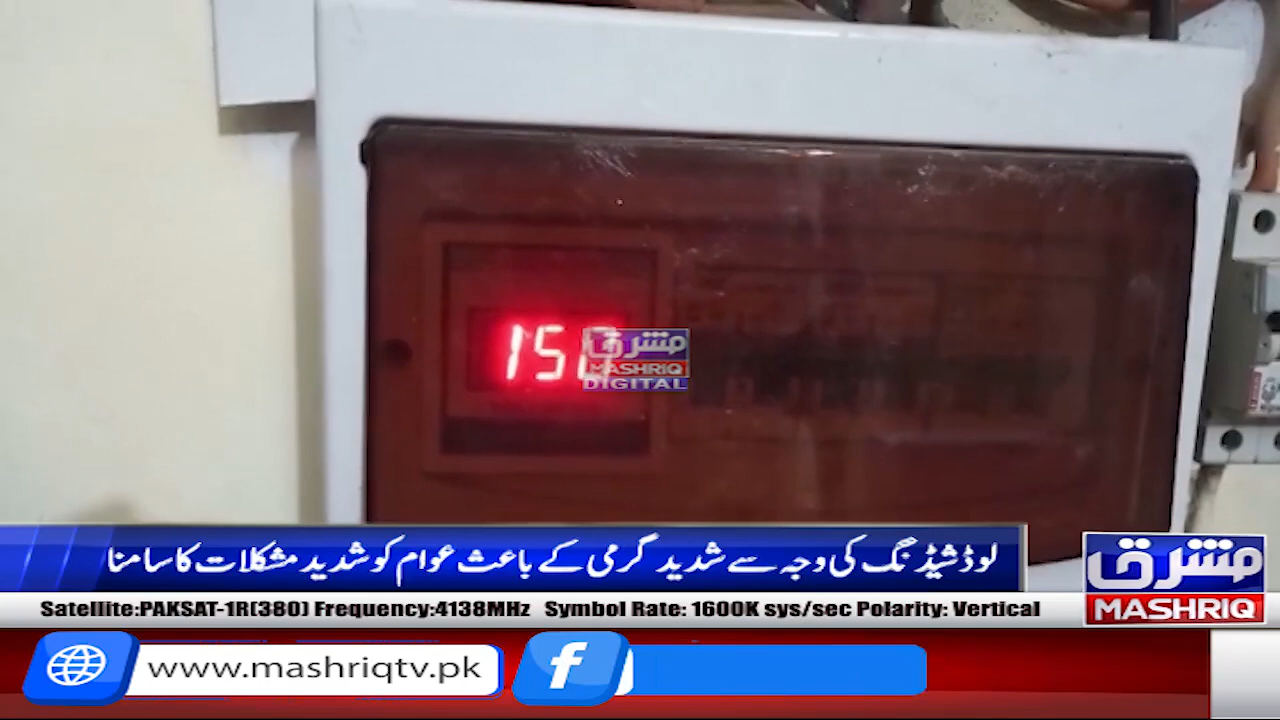 مشرق
MASHRIQ
DIGITAL
لوڈشیڈنگ کی وجہ سے شدید گرمی کے باعث عوام کو شدید مشکلات کا سامنا
مشرق
MASHRIQ
Satellite:PAKSAT-1R(380) Frequency:4138MHz Symbol Rate: 1600K sys/sec Polarity: Vertical
www.mashriqtv.pk
f